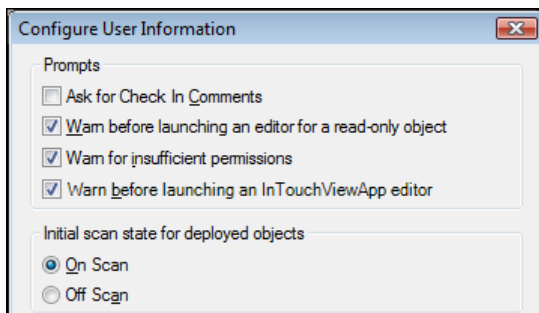 Configure User Information
Prompts
Ask for Check In Comments
Warn before launching an editor for a read-only object
Warn for insufficient permissions
Warn before launching an InTouchViewApp editor
Initial scan state for deployed objects
On Scan
Off Scan